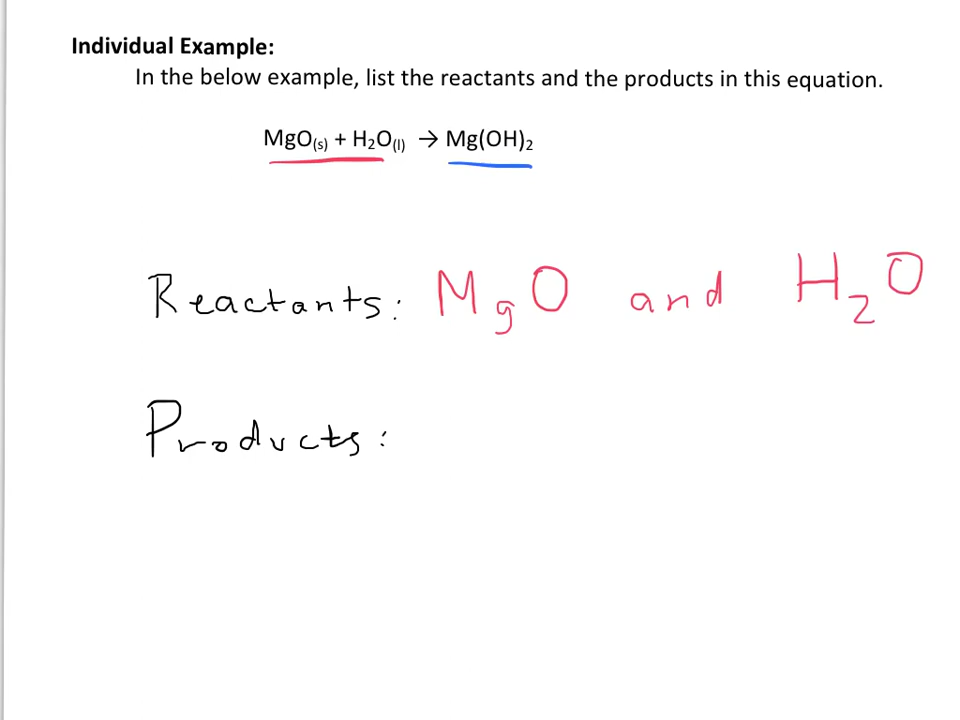 Individual Example:
In the below example, list the reactants and the products in this equation.
MgO(s) + H₂O(l) → Mg(OH)₂
Reactants: MgO and H₂O
Products: